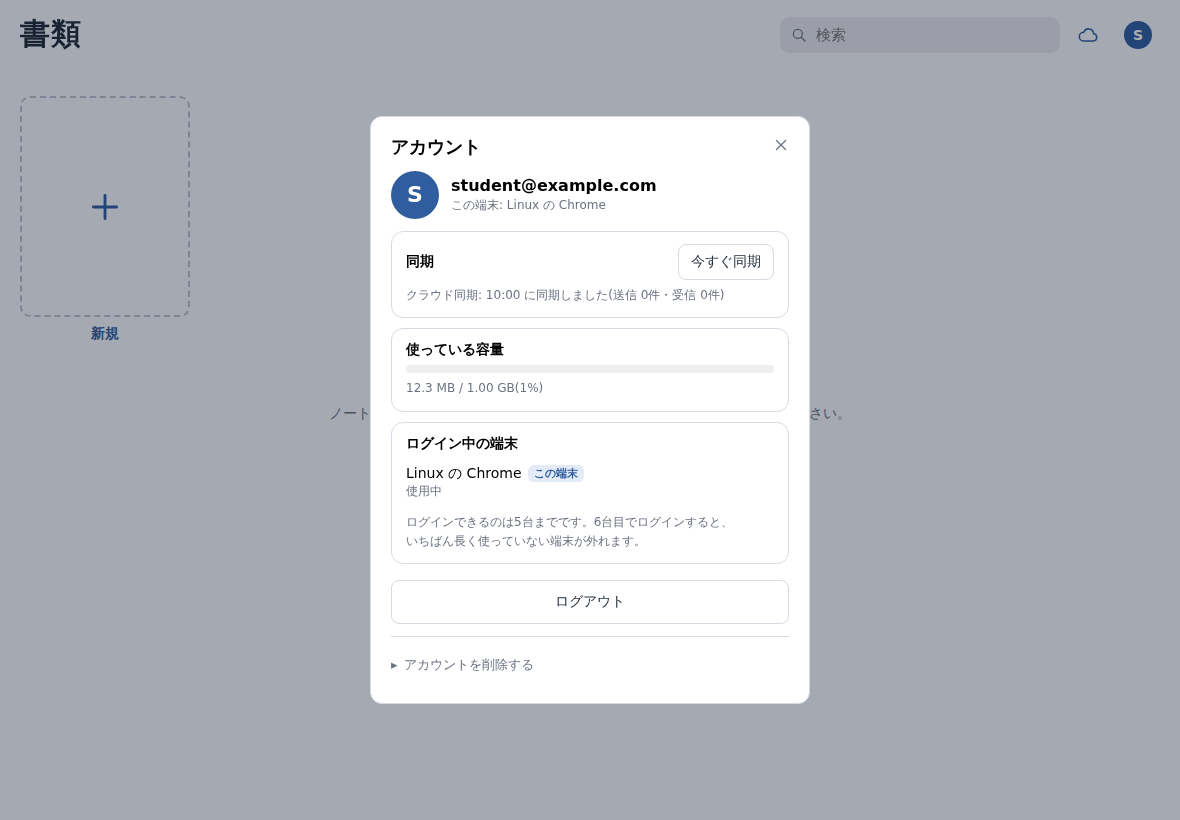 書類
検索
S
新規
ノート
さい。
アカウント
S
student@example.com
この端末: Linux の Chrome
同期
今すぐ同期
クラウド同期: 10:00 に同期しました(送信 0件・受信 0件)
使っている容量
12.3 MB / 1.00 GB(1%)
ログイン中の端末
Linux の Chrome この端末
使用中
ログインできるのは5台までです。6台目でログインすると、
いちばん長く使っていない端末が外れます。
ログアウト
▸ アカウントを削除する